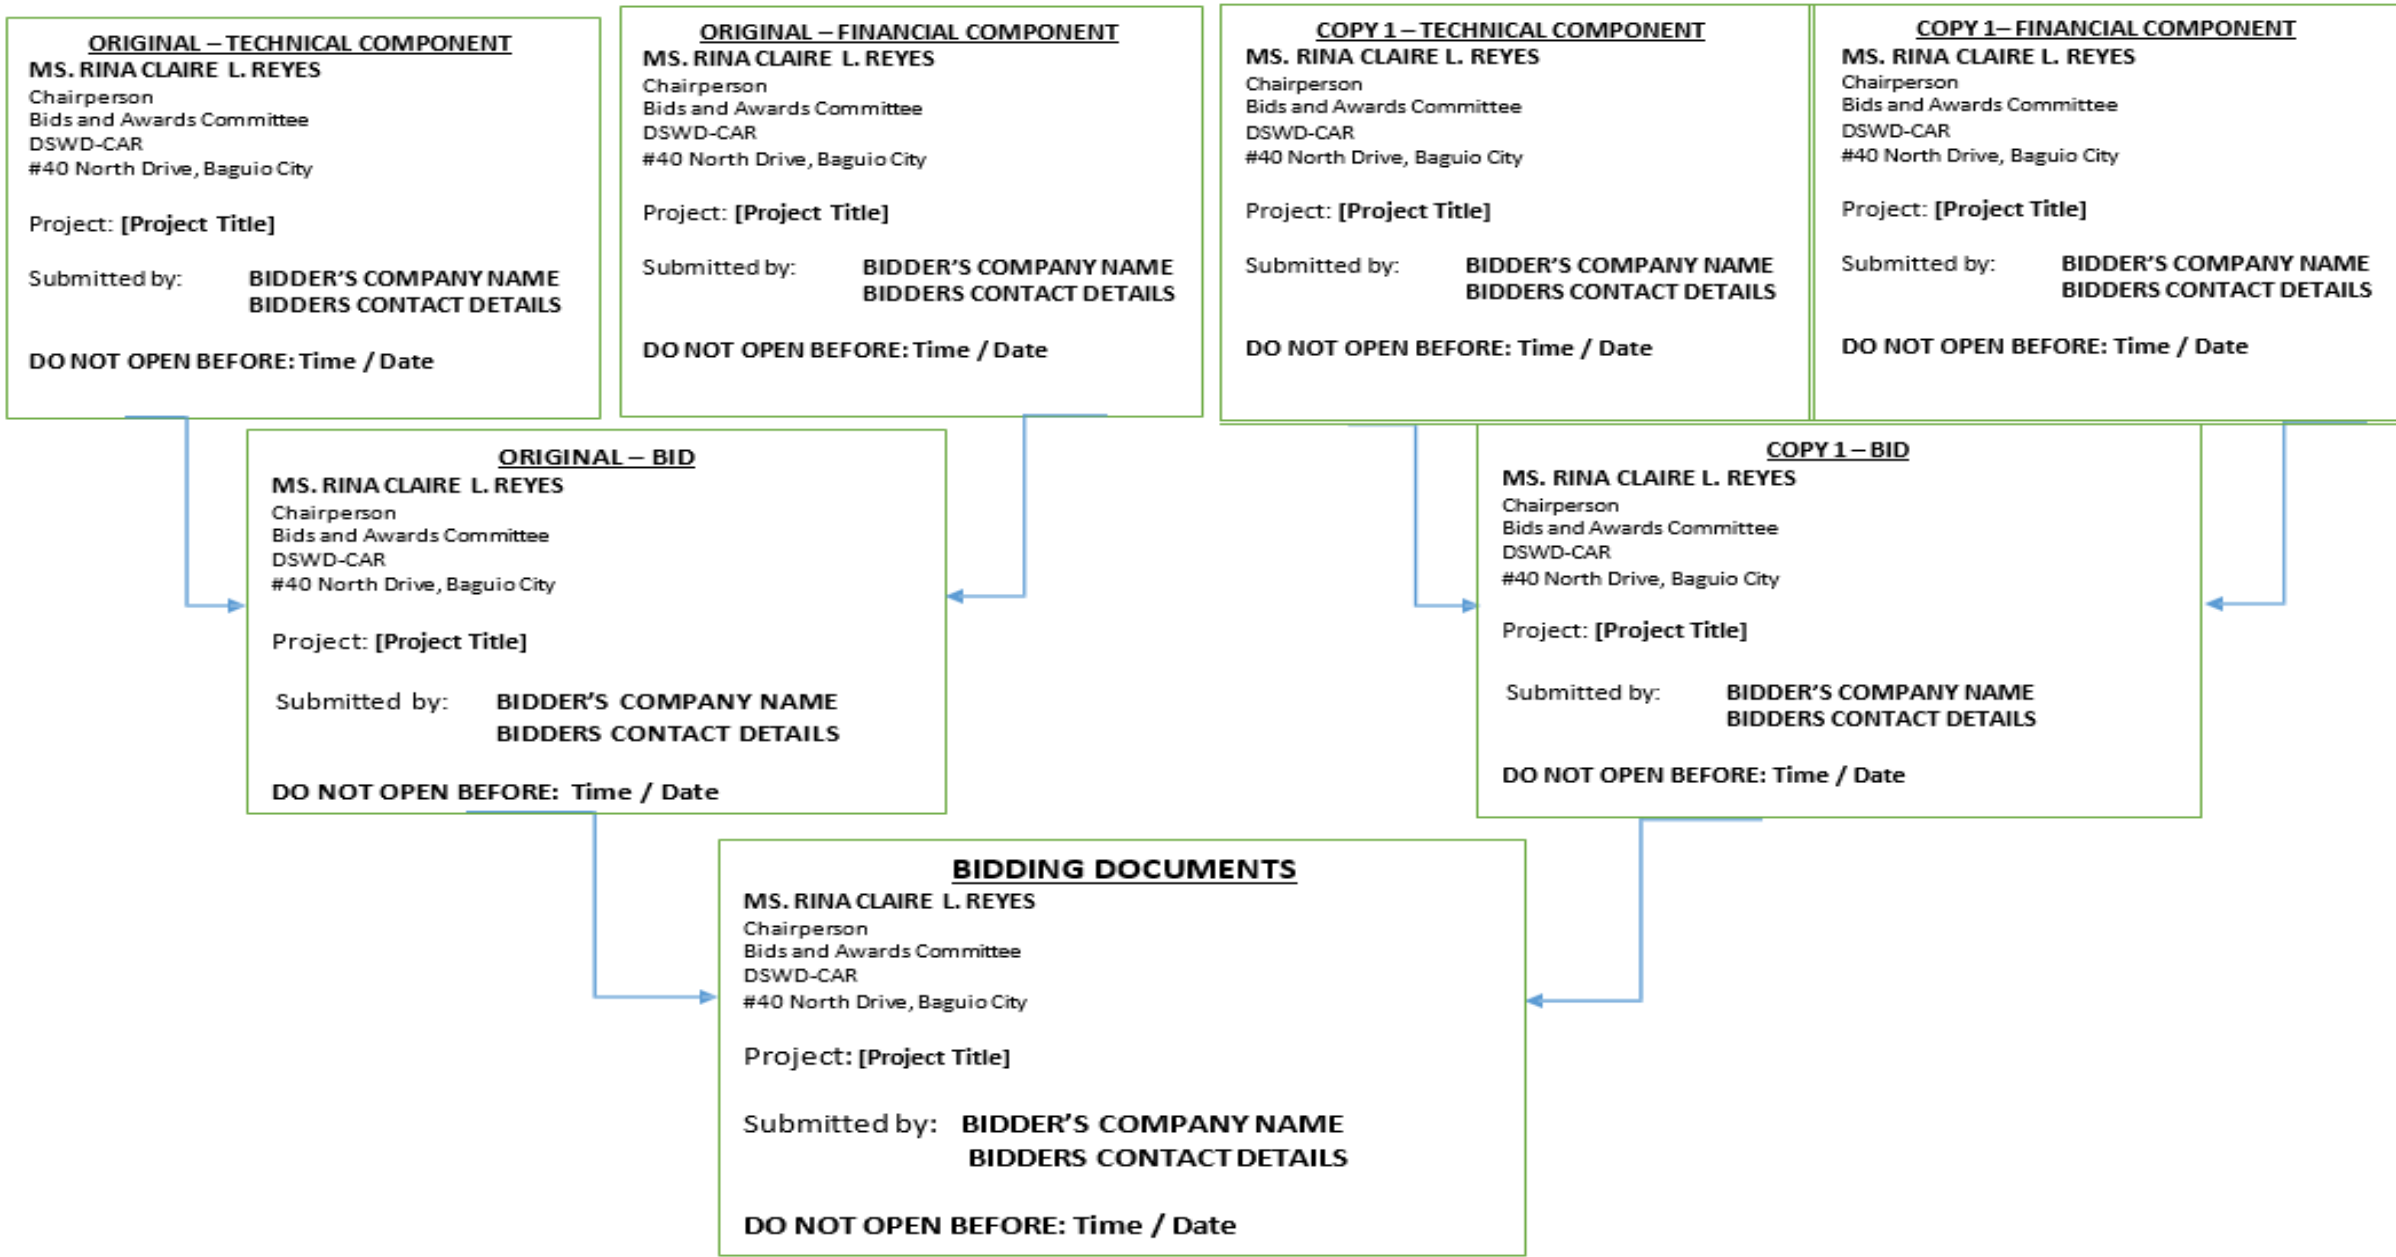 ORIGINAL – TECHNICAL COMPONENT
MS. RINA CLAIRE L. REYES
Chairperson
Bids and Awards Committee
DSWD-CAR
#40 North Drive, Baguio City
Project: [Project Title]
Submitted by: BIDDER'S COMPANY NAME
BIDDERS CONTACT DETAILS
DO NOT OPEN BEFORE: Time / Date
ORIGINAL – FINANCIAL COMPONENT
MS. RINA CLAIRE L. REYES
Chairperson
Bids and Awards Committee
DSWD-CAR
#40 North Drive, Baguio City
Project: [Project Title]
Submitted by: BIDDER'S COMPANY NAME
BIDDERS CONTACT DETAILS
DO NOT OPEN BEFORE: Time / Date
COPY 1 – TECHNICAL COMPONENT
MS. RINA CLAIRE L. REYES
Chairperson
Bids and Awards Committee
DSWD-CAR
#40 North Drive, Baguio City
Project: [Project Title]
Submitted by: BIDDER'S COMPANY NAME
BIDDERS CONTACT DETAILS
DO NOT OPEN BEFORE: Time / Date
COPY 1– FINANCIAL COMPONENT
MS. RINA CLAIRE L. REYES
Chairperson
Bids and Awards Committee
DSWD-CAR
#40 North Drive, Baguio City
Project: [Project Title]
Submitted by: BIDDER'S COMPANY NAME
BIDDERS CONTACT DETAILS
DO NOT OPEN BEFORE: Time / Date
ORIGINAL – BID
MS. RINA CLAIRE L. REYES
Chairperson
Bids and Awards Committee
DSWD-CAR
#40 North Drive, Baguio City
Project: [Project Title]
Submitted by: BIDDER'S COMPANY NAME
BIDDERS CONTACT DETAILS
DO NOT OPEN BEFORE: Time / Date
COPY 1 – BID
MS. RINA CLAIRE L. REYES
Chairperson
Bids and Awards Committee
DSWD-CAR
#40 North Drive, Baguio City
Project: [Project Title]
Submitted by: BIDDER'S COMPANY NAME
BIDDERS CONTACT DETAILS
DO NOT OPEN BEFORE: Time / Date
BIDDING DOCUMENTS
MS. RINA CLAIRE L. REYES
Chairperson
Bids and Awards Committee
DSWD-CAR
#40 North Drive, Baguio City
Project: [Project Title]
Submitted by: BIDDER'S COMPANY NAME
BIDDERS CONTACT DETAILS
DO NOT OPEN BEFORE: Time / Date